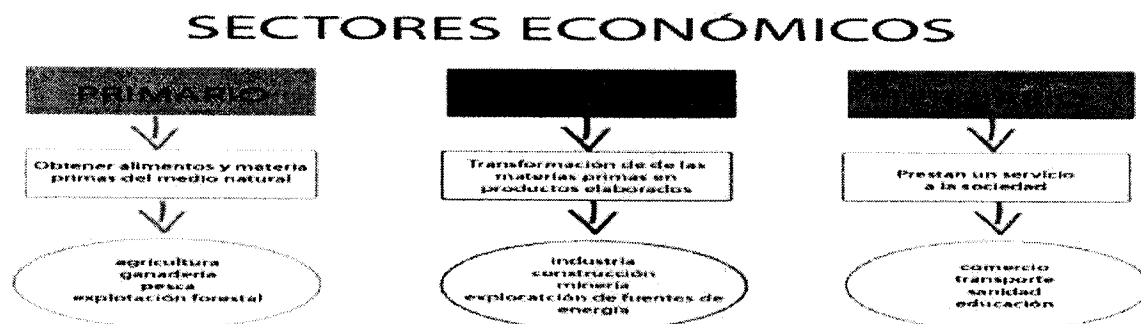 SECTORES ECONÓMICOS
PRIMARIO
Obtener alimentos y materia
primas del medio natural
agricultura
ganadería
pesca
explotación forestal
Transformación de de las
materias primas en
productos elaborados
industria
construcción
minería
explocatción de fuentes de
energía
Prestan un servicio
a la sociedad
comercio
transporte
sanidad
educación